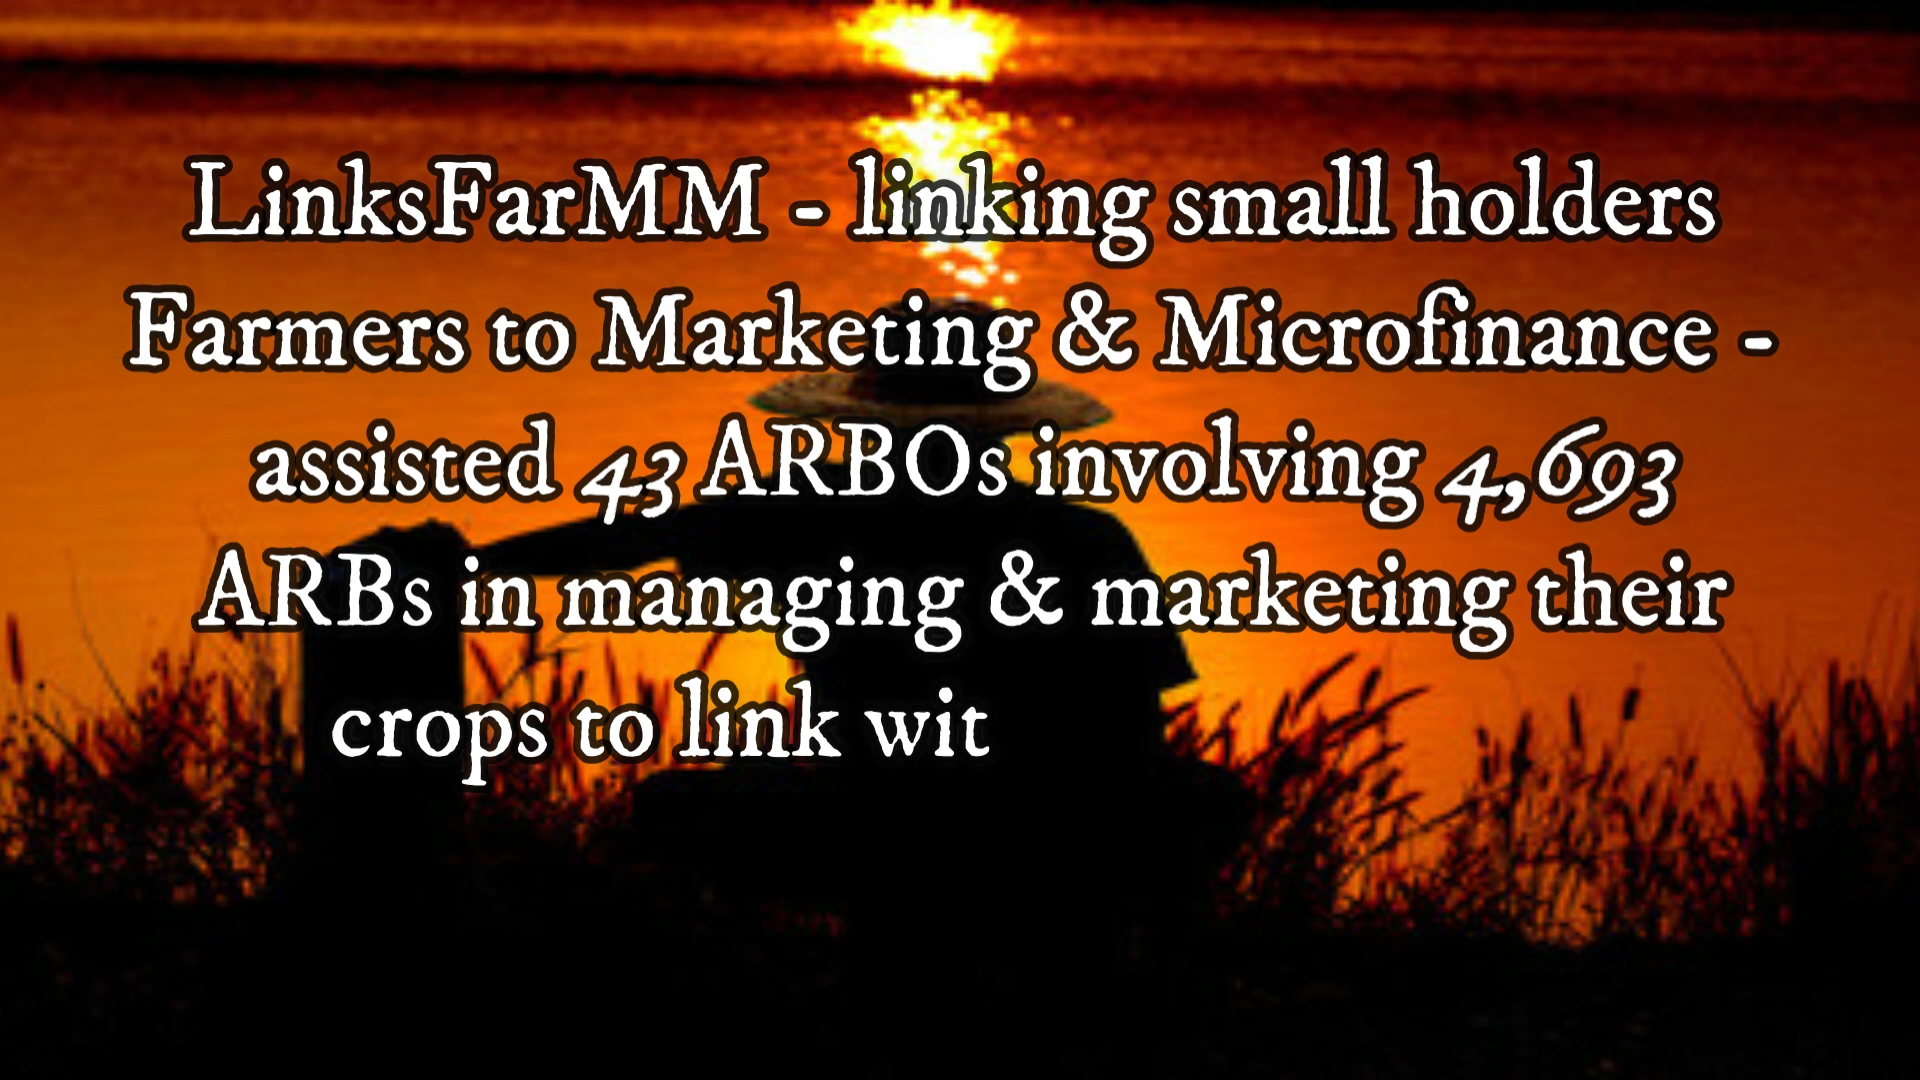 LinksFarMM - linking small holders
Farmers to Marketing & Microfinance -
assisted 43 ARBOs involving 4,693
ARBs in managing & marketing their
crops to link wit